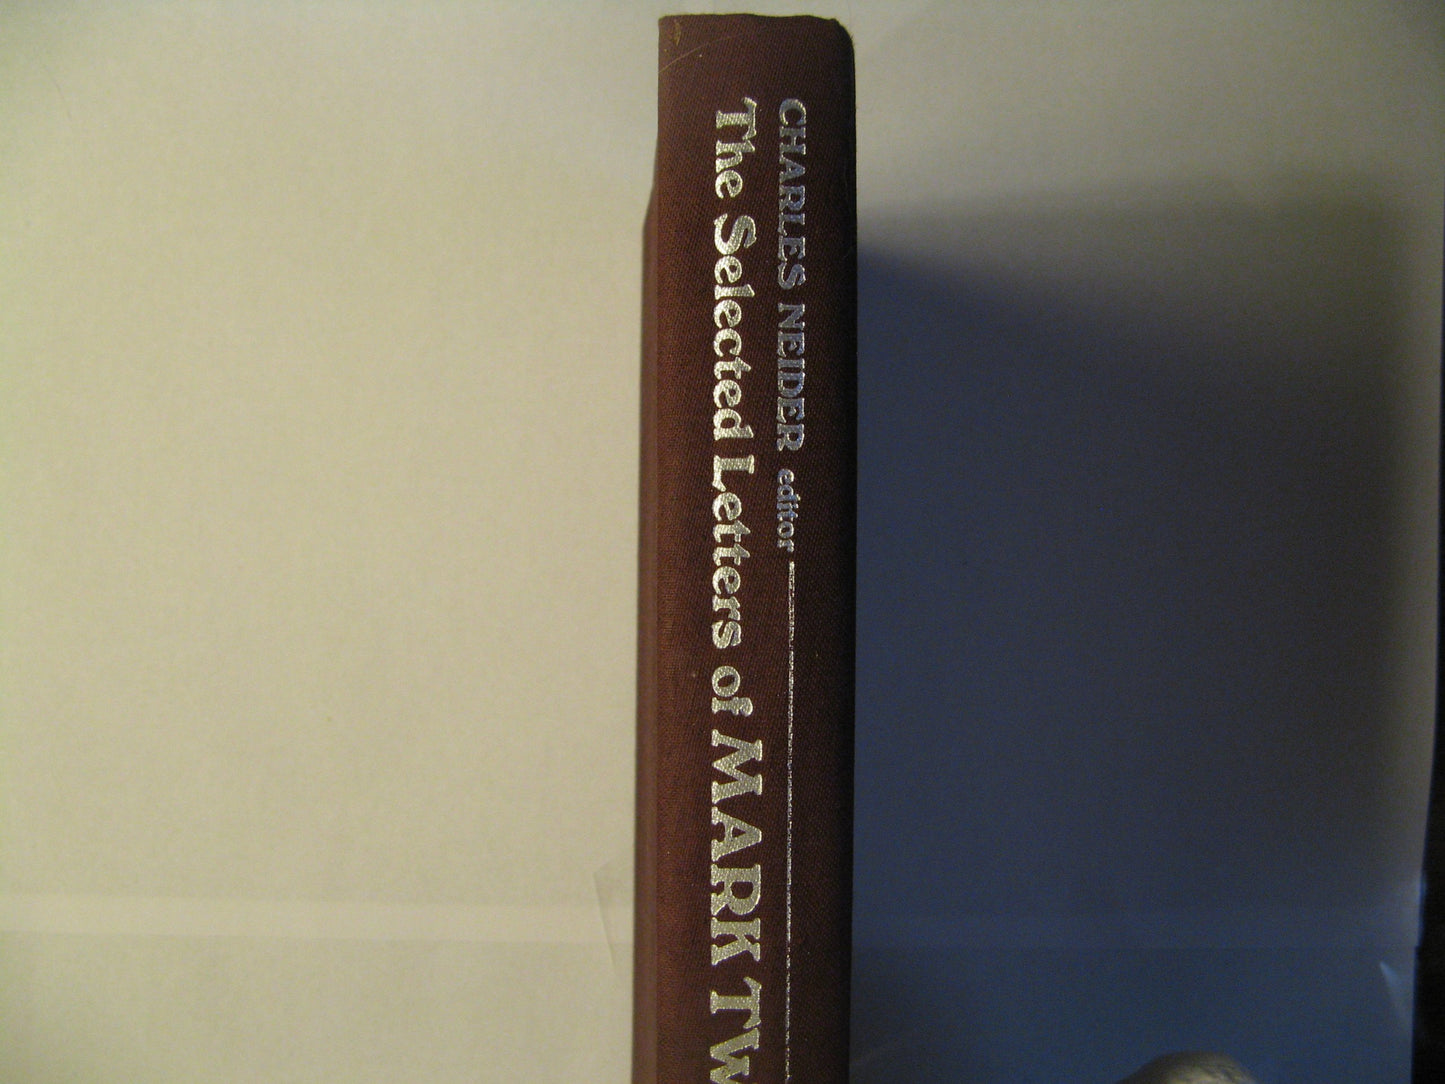 CHARLES NEIDER editor
The Selected Letters of MARK TW